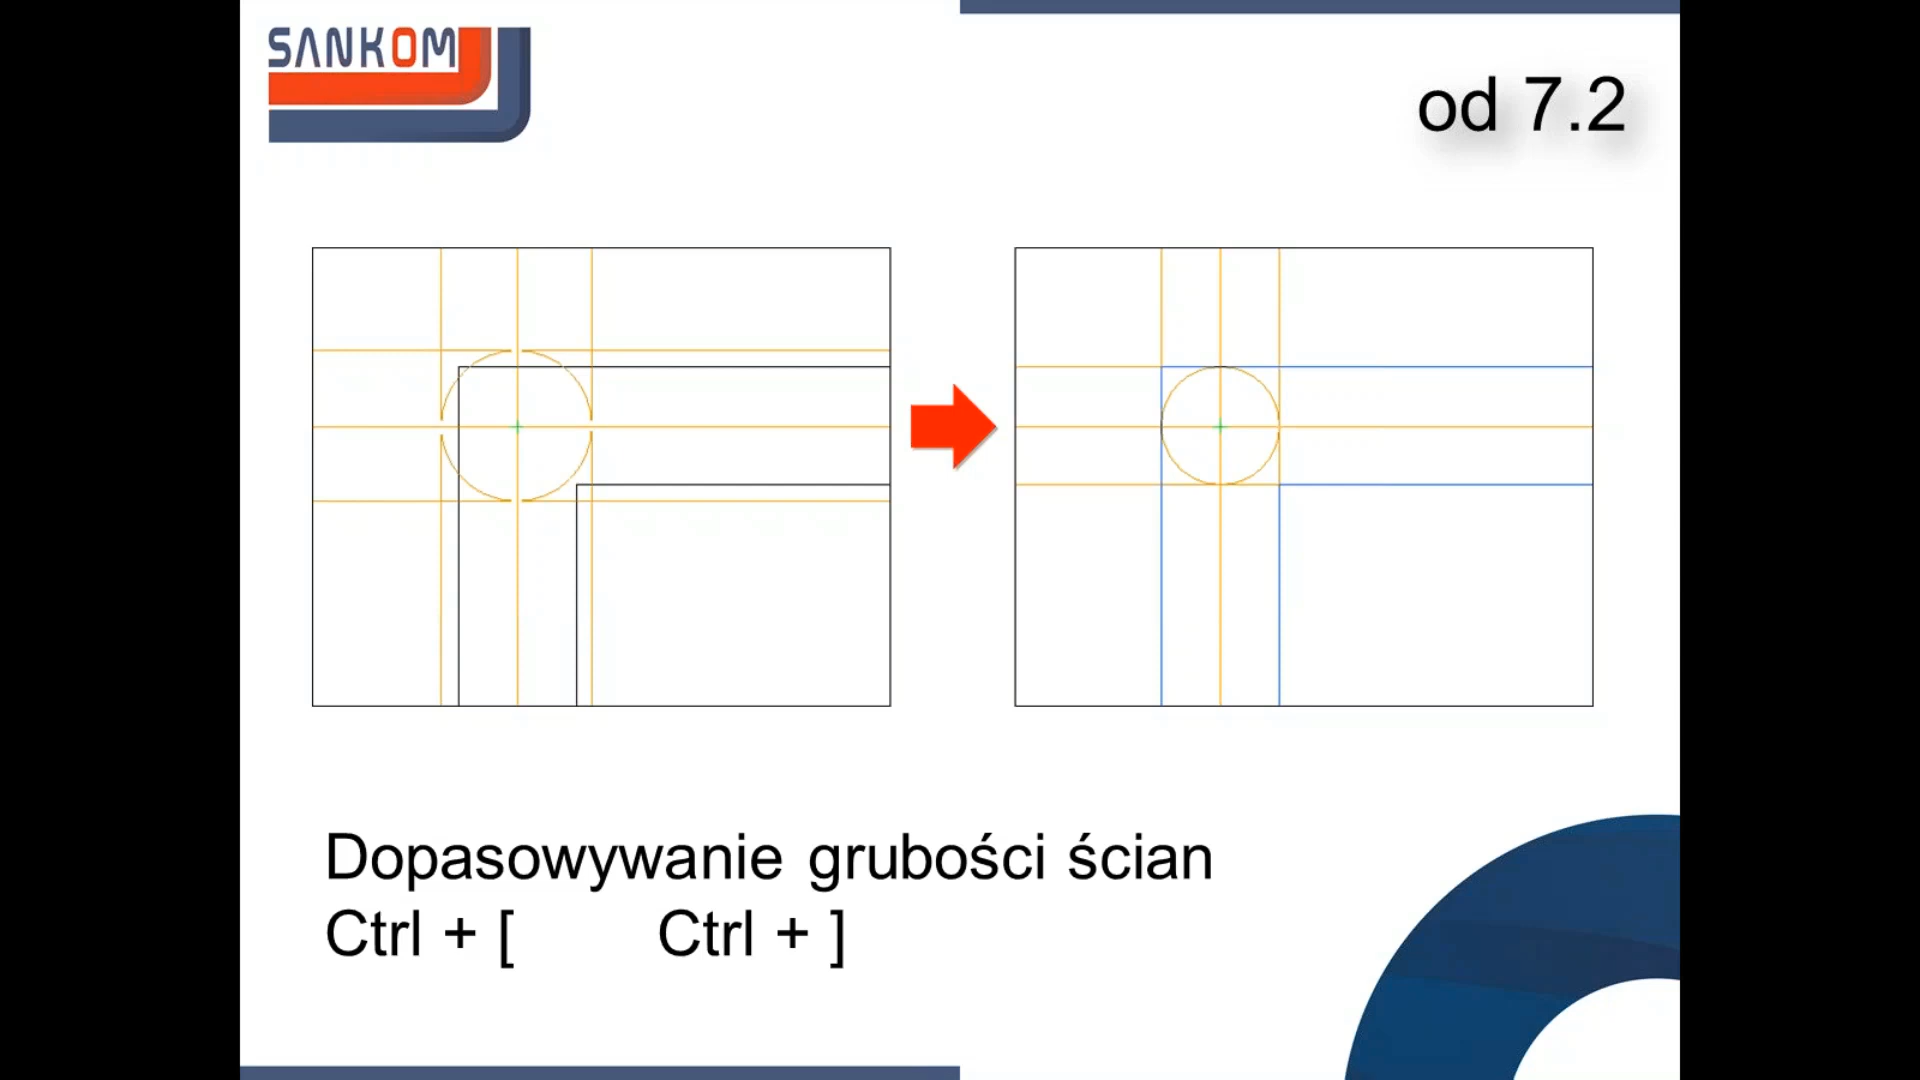 SANKOM
od 7.2
Dopasowywanie grubości ścian
Ctrl + [ Ctrl + ]